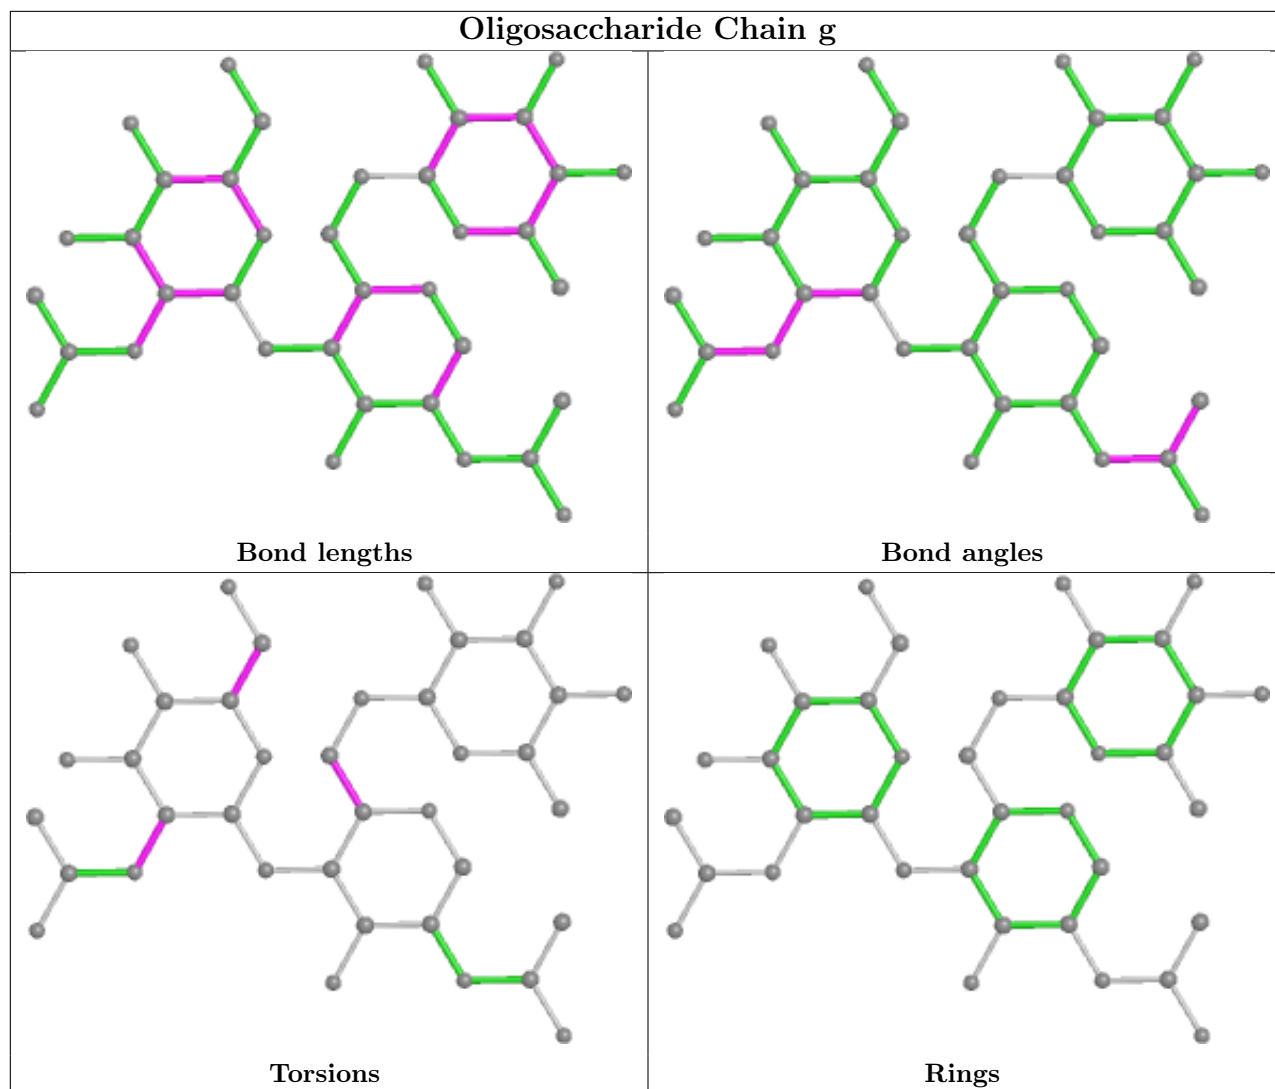 Oligosaccharide Chain g
Bond lengths
Bond angles
Torsions
Rings